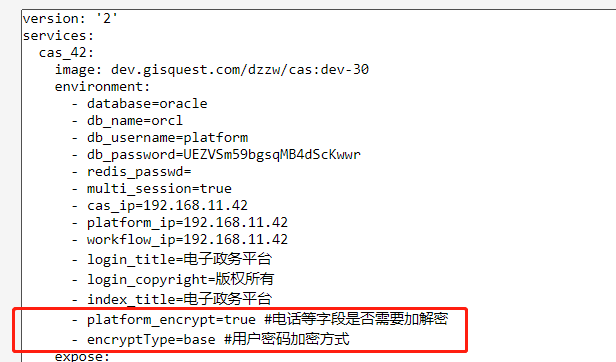 version: '2'
services:
  cas_42:
    image: dev.gisquest.com/dzzw/cas:dev-30
    environment:
      - database=oracle
      - db_name=orcl
      - db_username=platform
      - db_password=UEZVSm59bgsqMB4dScKwwr
      - redis_passwd=
      - multi_session=true
      - cas_ip=192.168.11.42
      - platform_ip=192.168.11.42
      - workflow_ip=192.168.11.42
      - login_title=电子政务平台
      - login_copyright=版权所有
      - index_title=电子政务平台
      - platform_encrypt=true #电话等字段是否需要加解密
      - encryptType=base #用户密码加密方式
    expose: